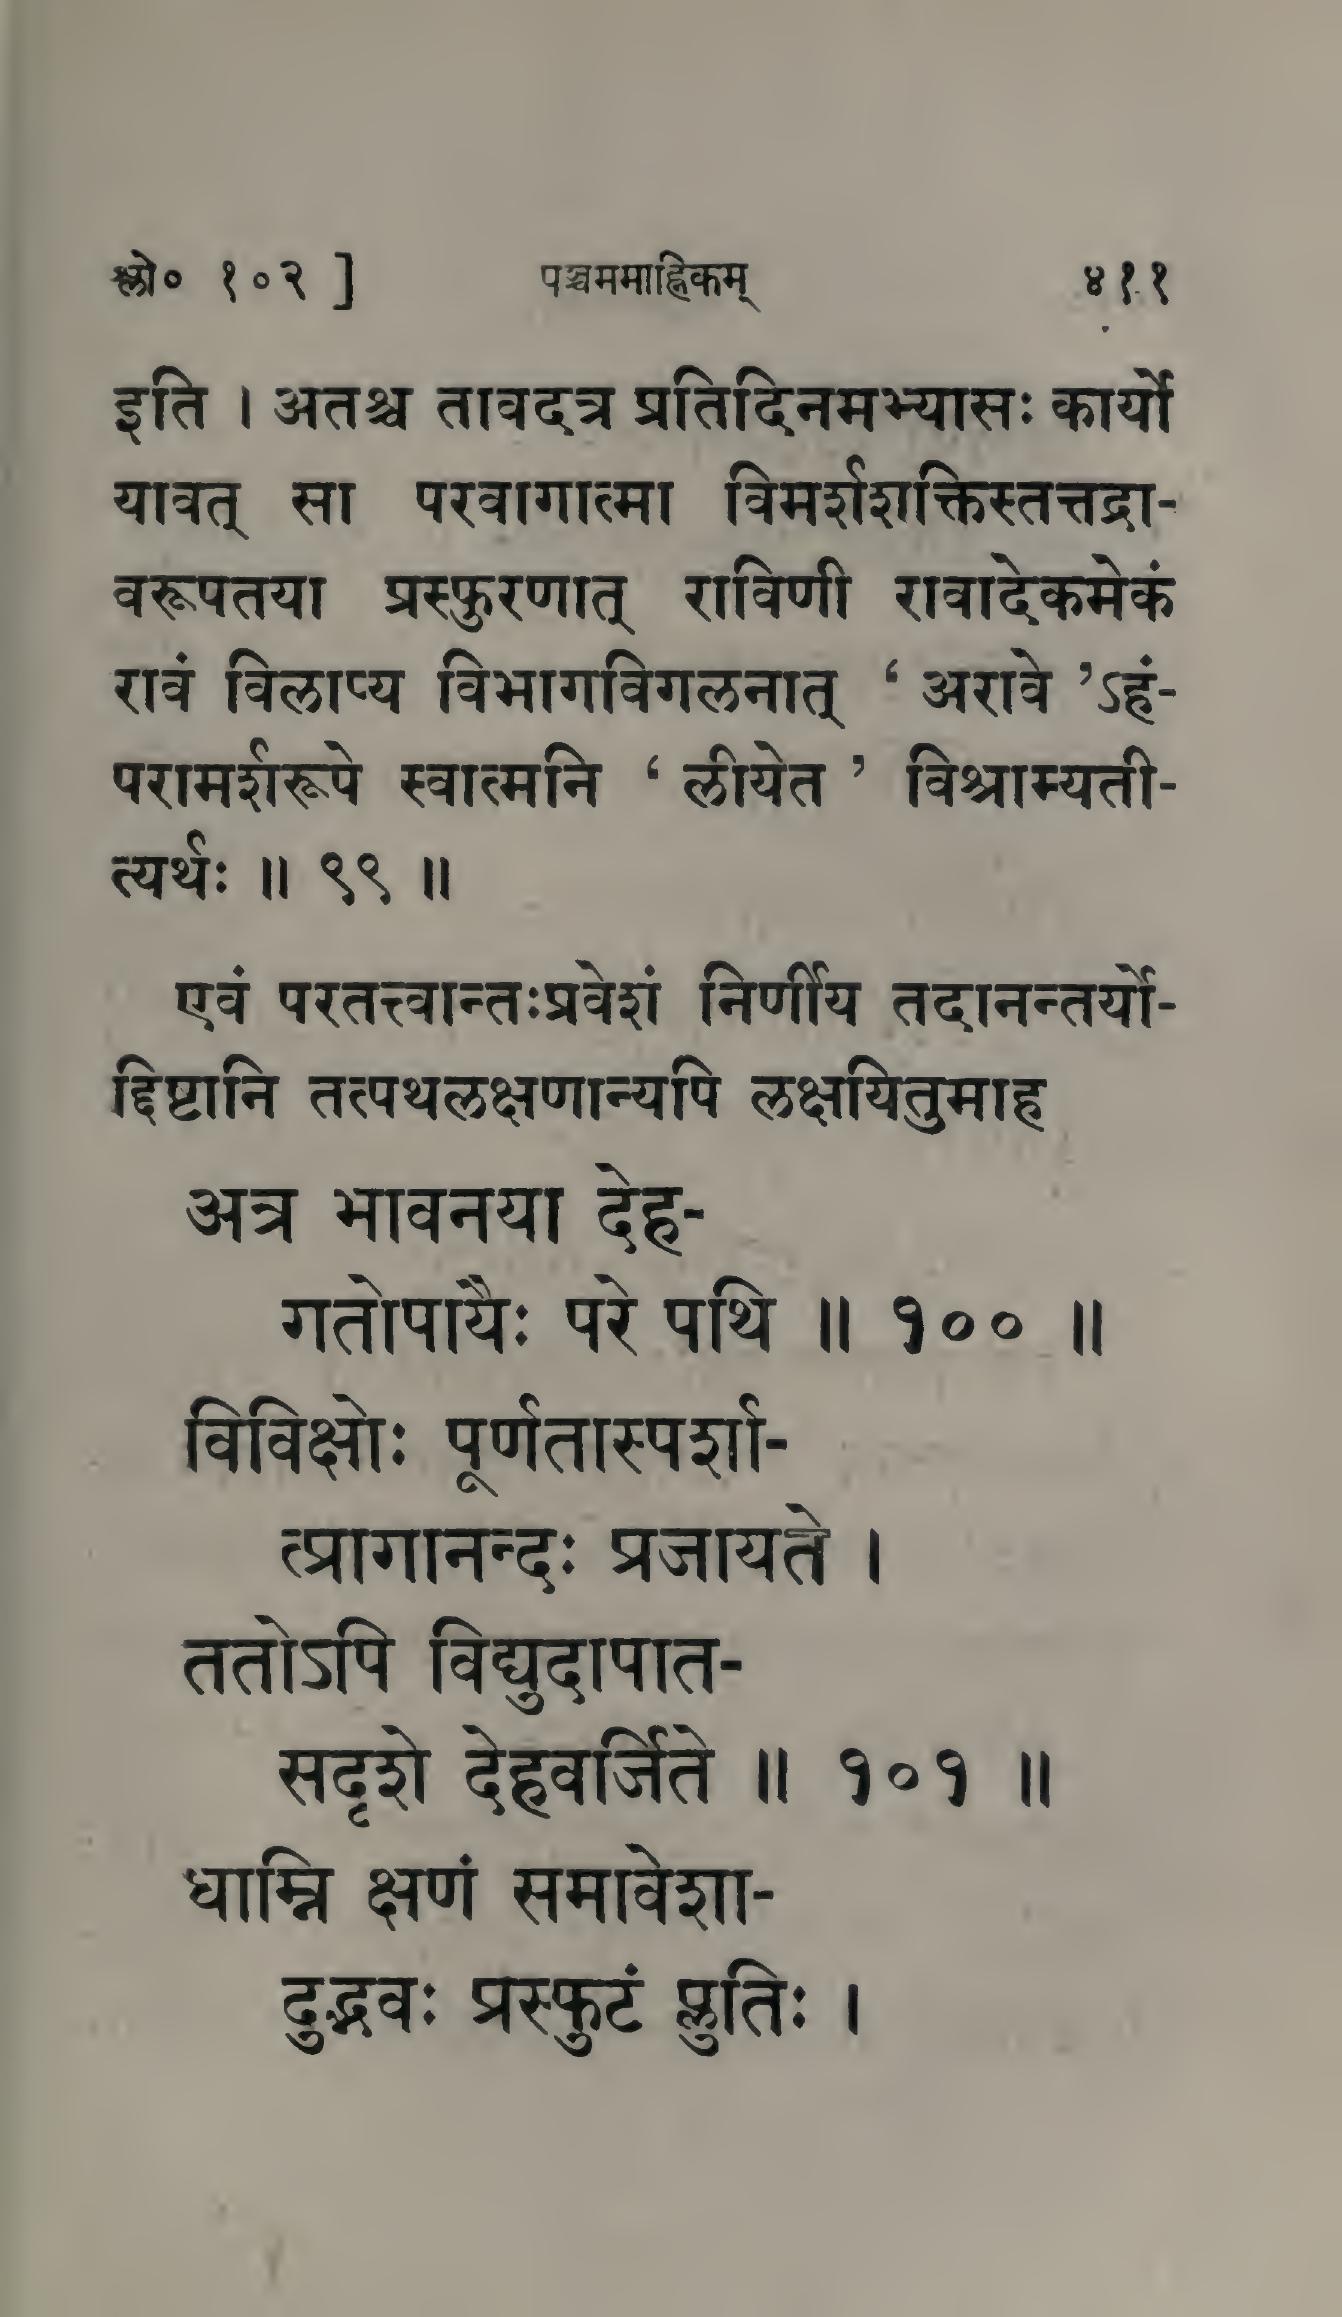 श्लो० १०२ ] पञ्चममाह्निकम् ४११
इति । अतश्च तावदत्र प्रतिदिनमभ्यासः कार्यो
यावत् सा परवागात्मा विमर्शशक्तिस्तत्तद्रा-
वरूपतया प्रस्फुरणात् राविणी रावादेकमेकं
रावं विलाप्य विभागविगलनात् ‘ अरावे ’ऽहं-
परामर्शरूपे स्वात्मनि ‘ लीयेत ’ विश्राम्यती-
त्यर्थः ॥ ९९ ॥
एवं परतत्त्वान्तःप्रवेशं निर्णीय तदानन्तर्यो-
द्दिष्टानि तत्पथलक्षणान्यपि लक्षयितुमाह
अत्र भावनया देह-
गतोपायैः परे पथि ॥ १०० ॥
विविक्षोः पूर्णतास्पर्शा-
त्प्रागानन्दः प्रजायते ।
ततोऽपि विद्युदापात-
सदृशे देहवर्जिते ॥ १०१ ॥
धाम्नि क्षणं समावेशा-
दुद्भवः प्रस्फुटं प्लुतिः ।